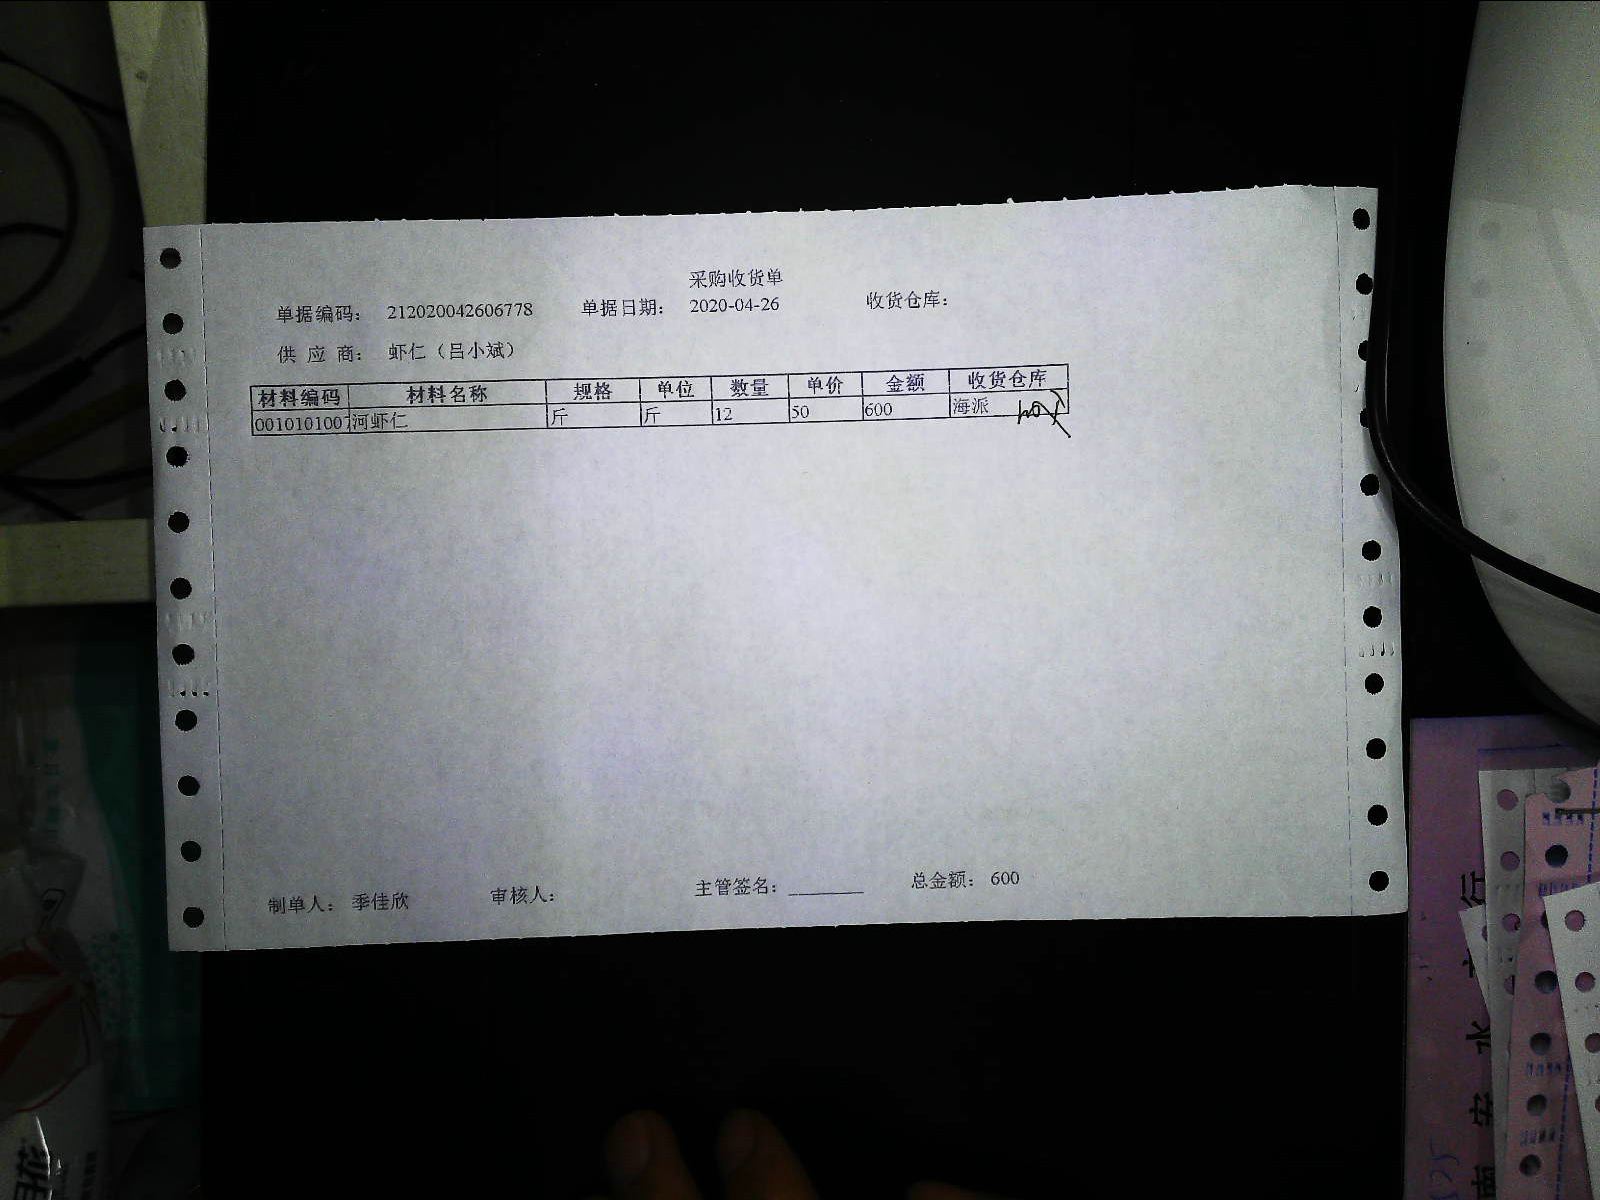 采购收货单
单据编码： 212020042606778 单据日期： 2020-04-26 收货仓库：
供 应 商： 虾仁（吕小斌）
材料编码 材料名称 规格 单位 数量 单价 金额 收货仓库
001010100 河虾仁 斤 斤 12 50 600 海派
制单人： 季佳欣 审核人： 主管签名： ________ 总金额： 600